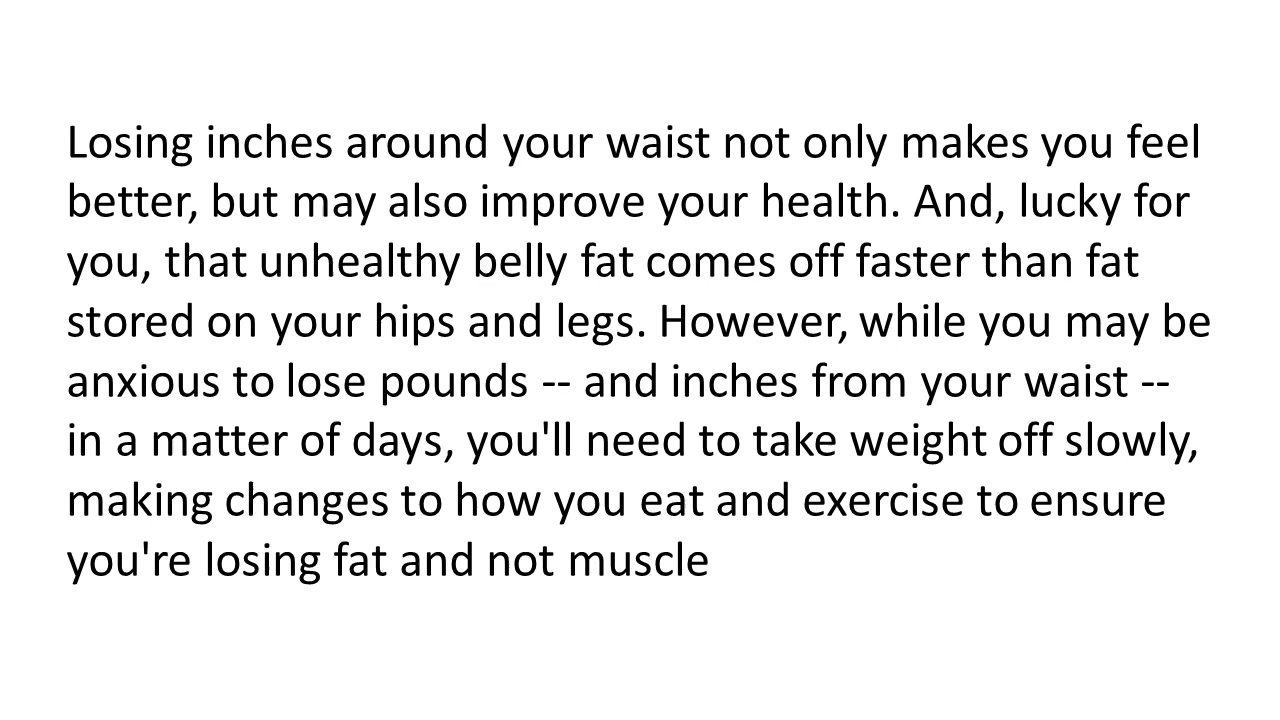 Losing inches around your waist not only makes you feel
better, but may also improve your health. And, lucky for
you, that unhealthy belly fat comes off faster than fat
stored on your hips and legs. However, while you may be
anxious to lose pounds -- and inches from your waist --
in a matter of days, you'll need to take weight off slowly,
making changes to how you eat and exercise to ensure
you're losing fat and not muscle